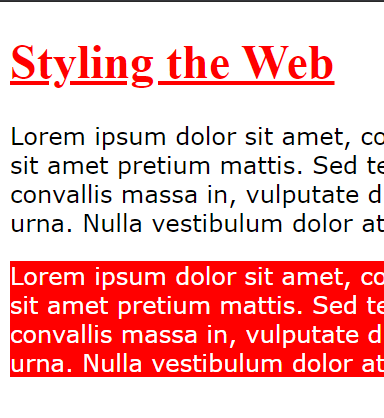 Styling the Web
Lorem ipsum dolor sit amet, co
sit amet pretium mattis. Sed te
convallis massa in, vulputate d
urna. Nulla vestibulum dolor at
Lorem ipsum dolor sit amet, co
sit amet pretium mattis. Sed te
convallis massa in, vulputate d
urna. Nulla vestibulum dolor at